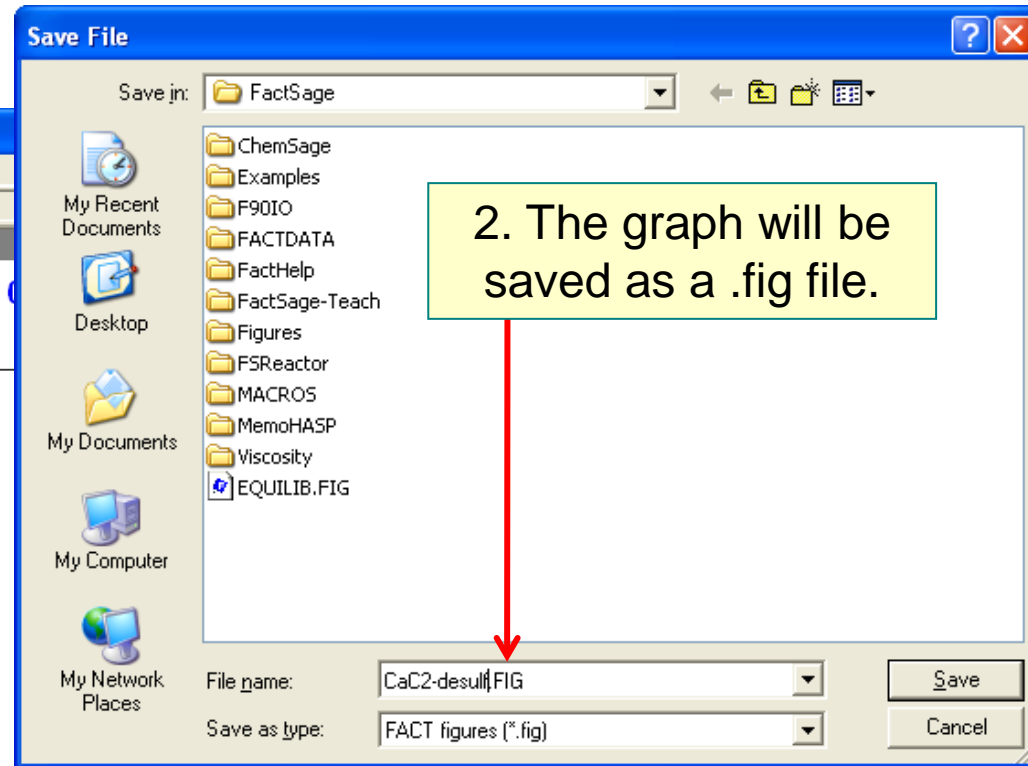 Save File
Save in:
FactSage
My Recent
Documents
Desktop
My Documents
My Computer
My Network
Places
ChemSage
Examples
F90IO
FACTDATA
FactHelp
FactSage-Teach
Figures
FSReactor
MACROS
MemoHASP
Viscosity
EQUILIB.FIG
2. The graph will be
saved as a .fig file.
File name:
CaC2-desulf.FIG
Save
Save as type:
FACT figures (*.fig)
Cancel